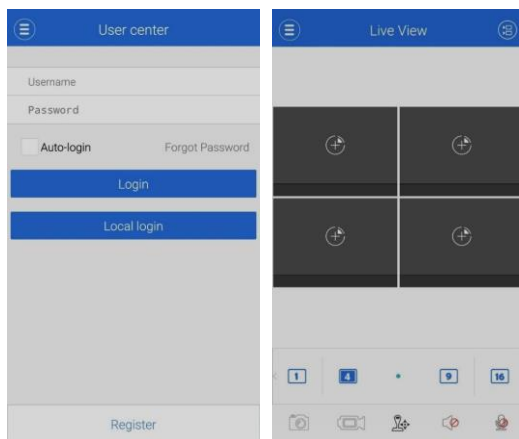 User center
Username
Password
Auto-login Forgot Password
Login
Local login
Register
Live View
1 4 9 16